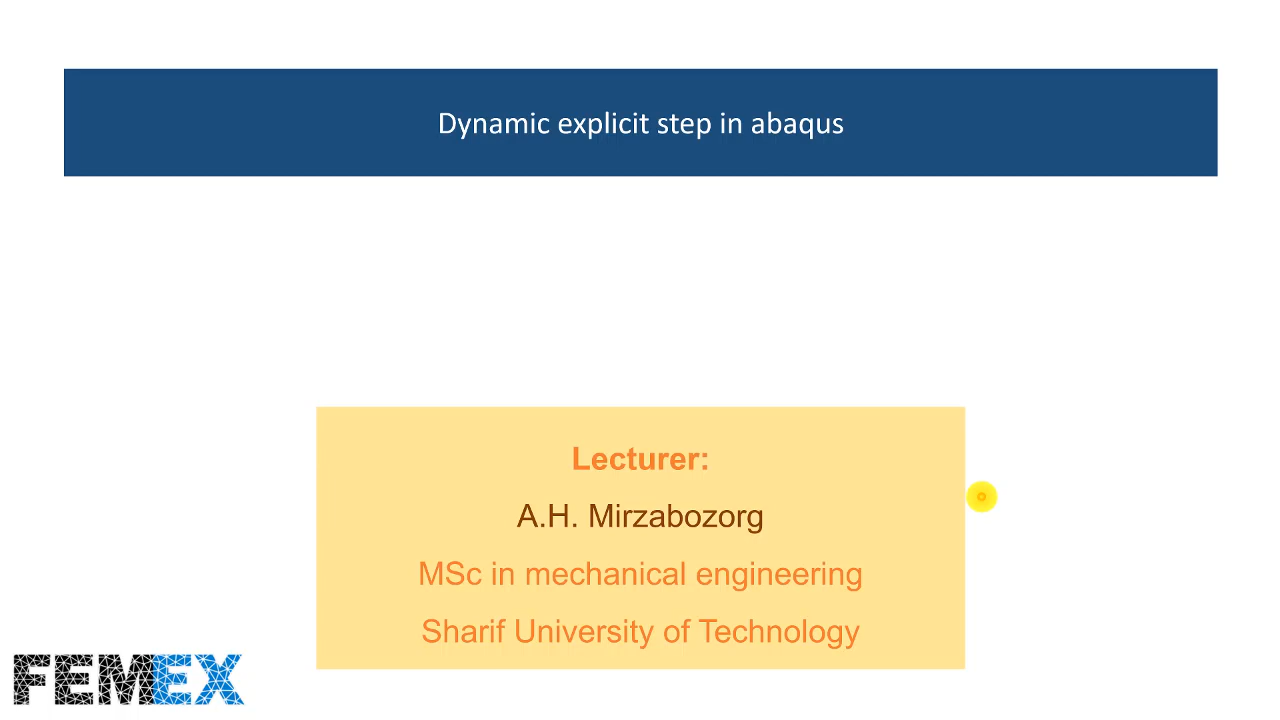 Dynamic explicit step in abaqus
Lecturer:
A.H. Mirzabozorg
MSc in mechanical engineering
Sharif University of Technology
FEMEX